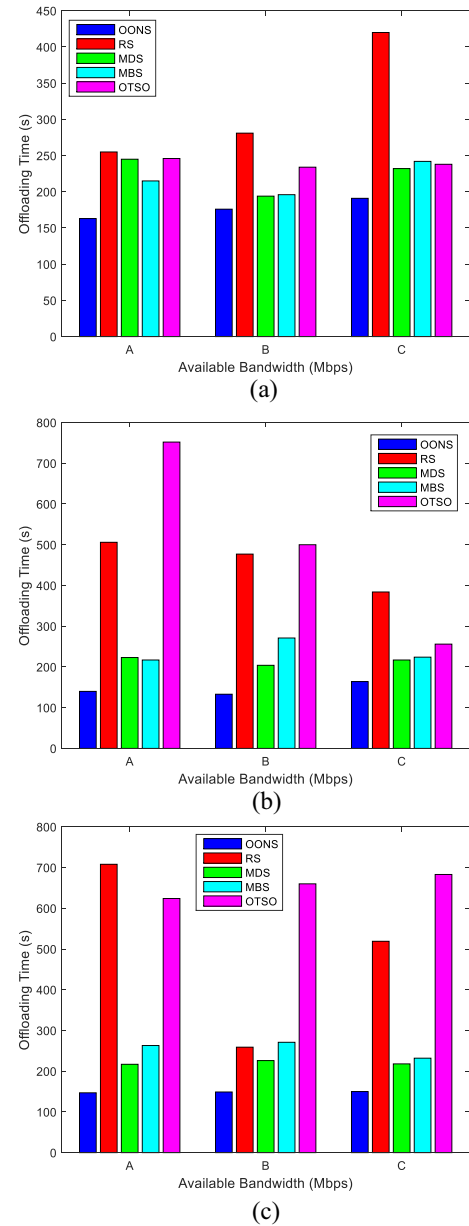 450
400
350
300
250
200
150
100
50
0
Offloading Time (s)
OONS
RS
MDS
MBS
OTSO
A B C
Available Bandwidth (Mbps)
(a)
800
700
600
500
400
300
200
100
0
Offloading Time (s)
OONS
RS
MDS
MBS
OTSO
A B C
Available Bandwidth (Mbps)
(b)
800
700
600
500
400
300
200
100
0
Offloading Time (s)
OONS
RS
MDS
MBS
OTSO
A B C
Available Bandwidth (Mbps)
(c)